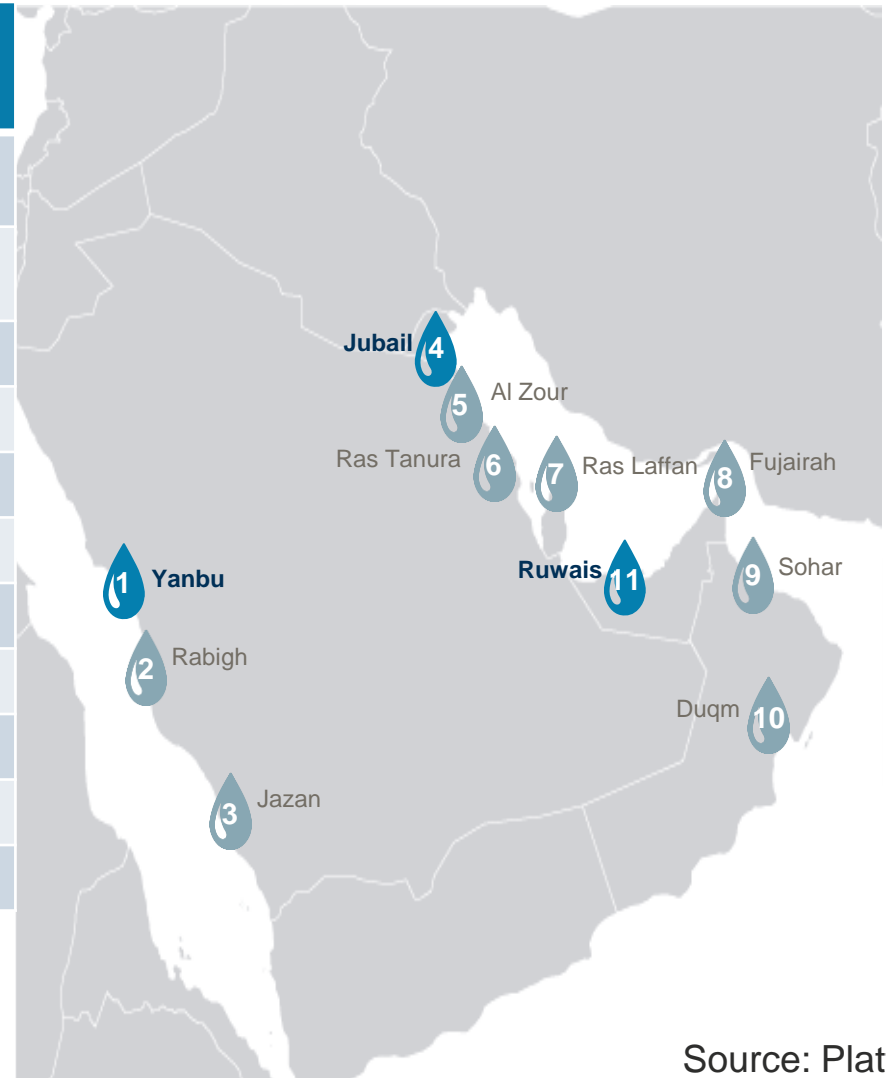 Jubail 4
5 Al Zour
Ras Tanura 6
7 Ras Laffan
8 Fujairah
1 Yanbu
Ruwais 11
9 Sohar
2 Rabigh
Duqm 10
3 Jazan
Source: Plat